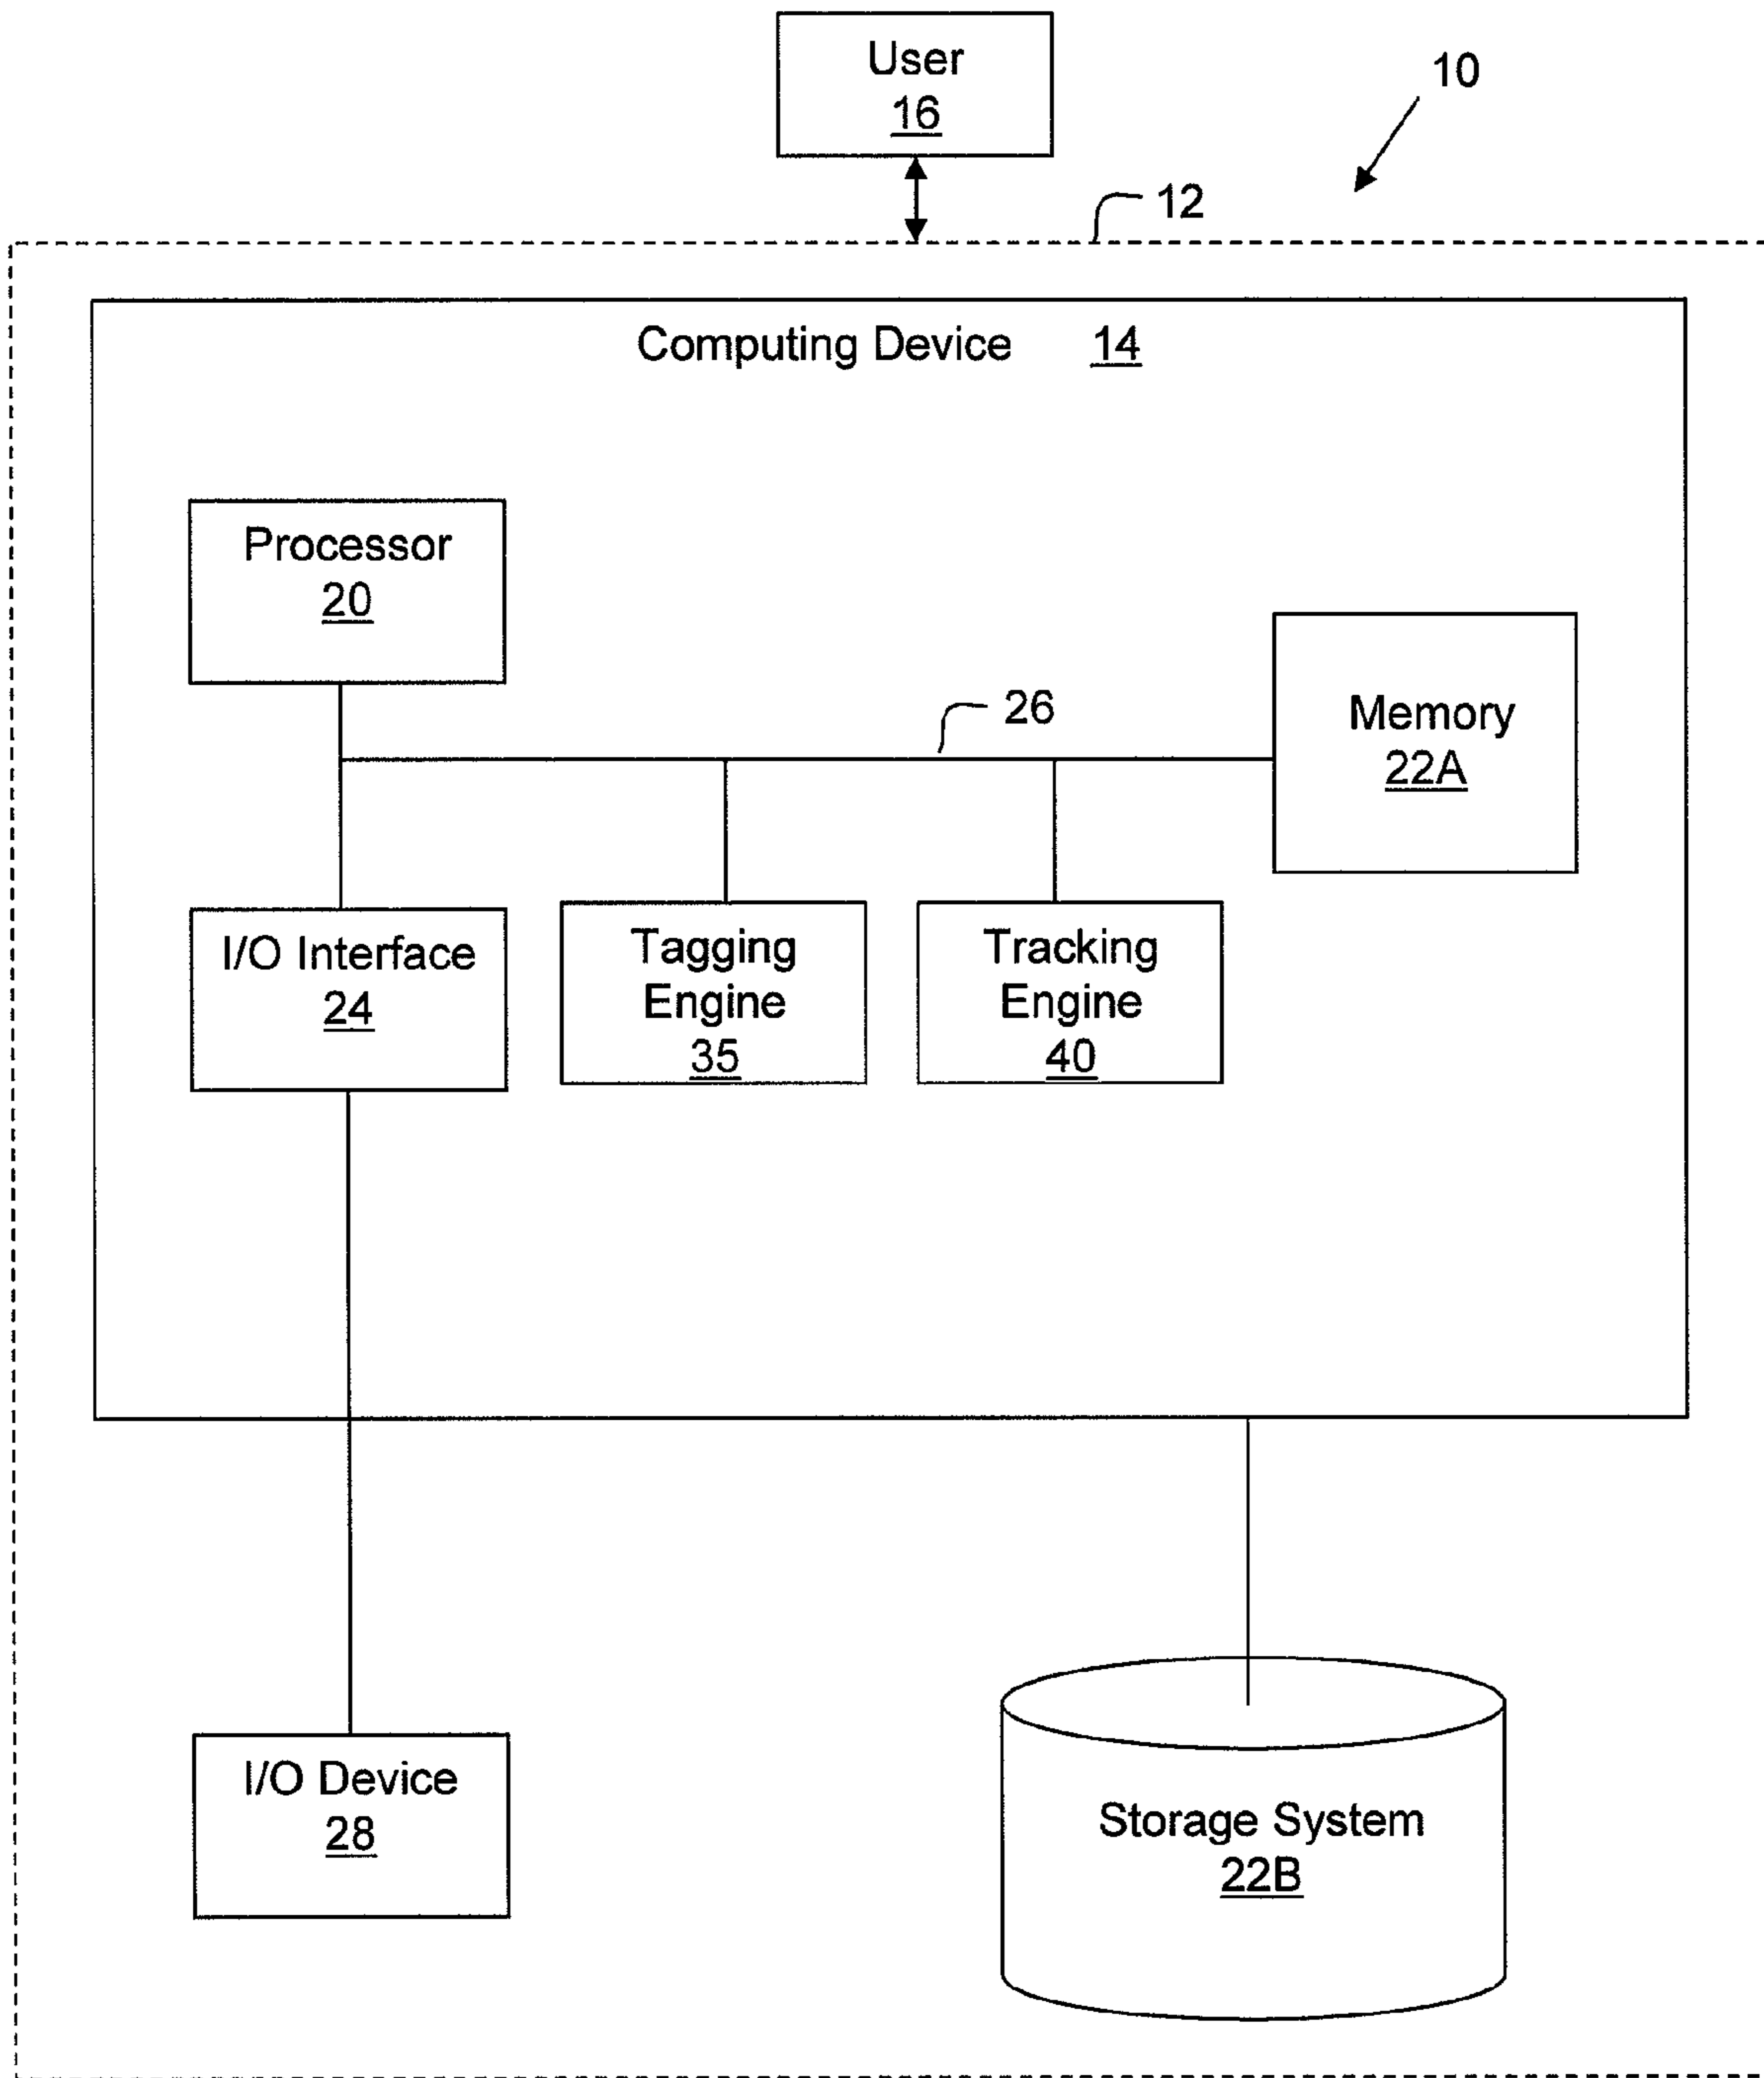 User
16
10
12
Computing Device 14
Processor
20
26
Memory
22A
I/O Interface
24
Tagging
Engine
35
Tracking
Engine
40
I/O Device
28
Storage System
22B